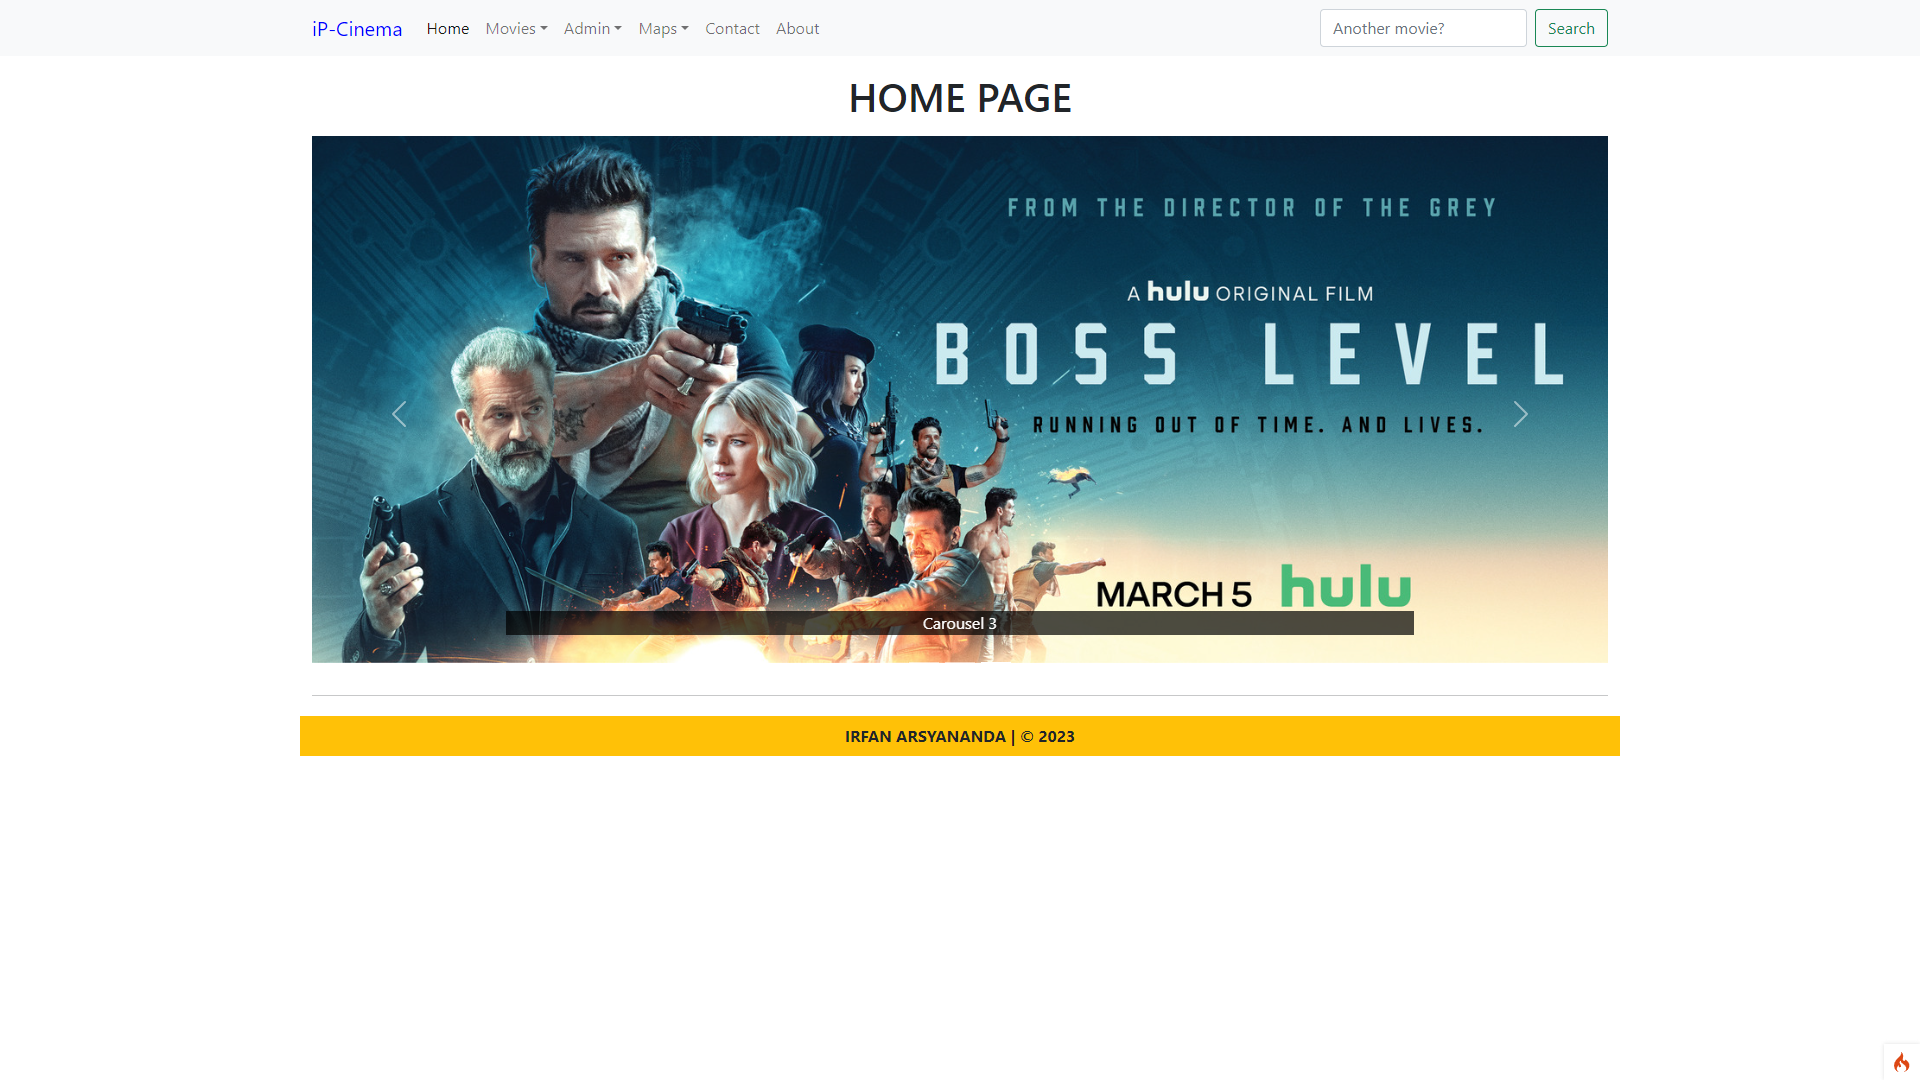 iP-Cinema Home Movies Admin Maps Contact About Another movie? Search
HOME PAGE
FROM THE DIRECTOR OF THE GREY
A hulu ORIGINAL FILM
BOSS LEVEL
RUNNING OUT OF TIME. AND LIVES.
MARCH 5 hulu
Carousel 3
IRFAN ARSYANANDA | © 2023